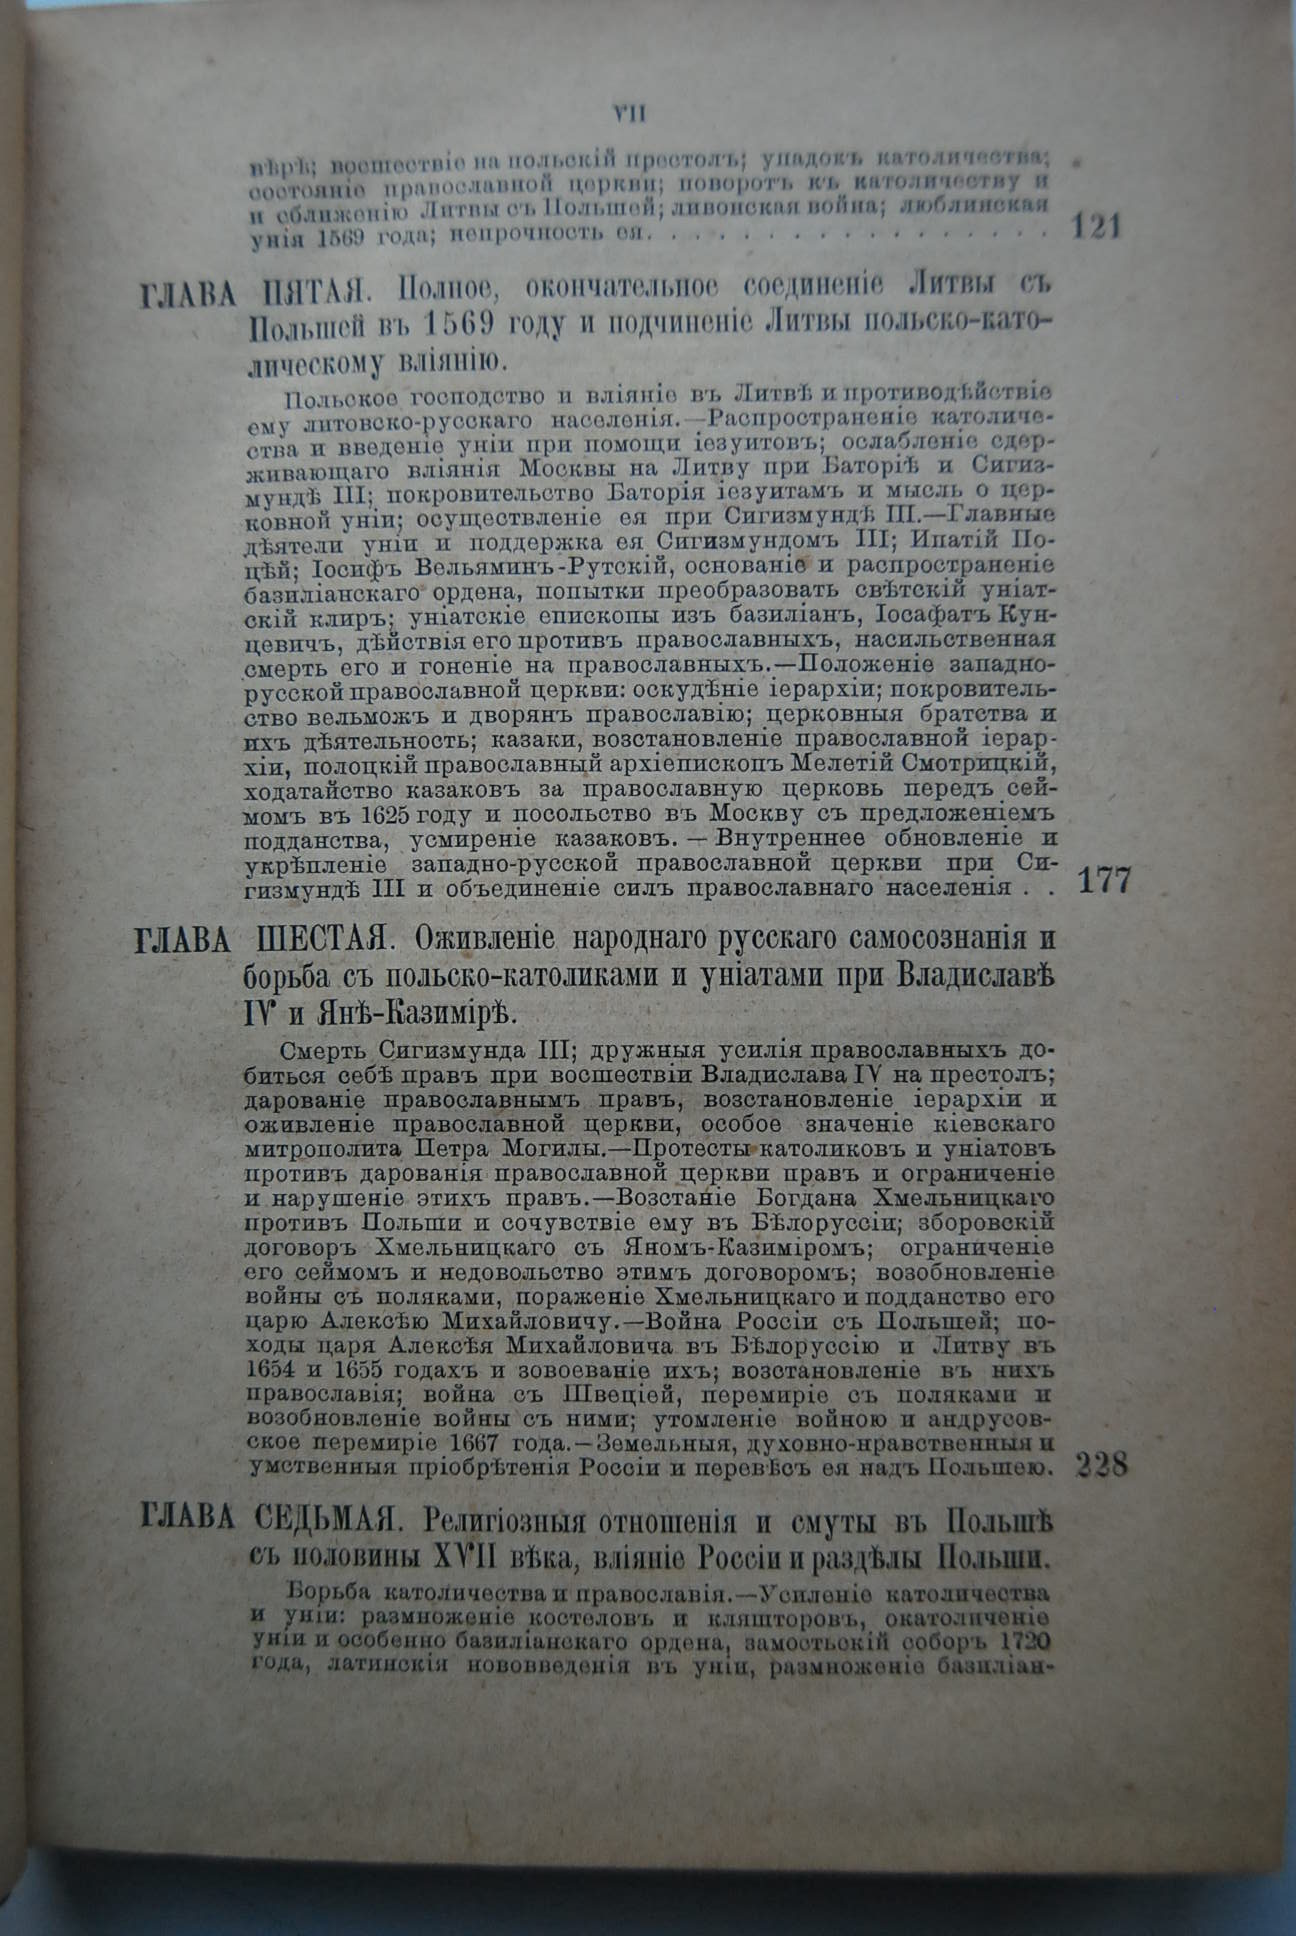 VII
вѣрѣ; восшествіе на польскій престолъ; упадокъ католичества;
состояніе православной церкви; поворотъ къ католичеству и
и сближенію Литвы съ Польшей; ливонская война; люблинская
унія 1569 года; непрочность ея. . . . . . . . . . . . . . . . . . 121
ГЛАВА ПЯТАЯ. Полное, окончательное соединеніе Литвы съ
Польшей въ 1569 году и подчиненіе Литвы польско-като-
лическому вліянію.
Польское господство и вліяніе въ Литвѣ и противодѣйствіе
ему литовско-русскаго населенія.—Распространеніе католиче-
ства и введеніе уніи при помощи іезуитовъ; ослабленіе сдер-
живающаго вліянія Москвы на Литву при Баторіѣ и Сигиз-
мундѣ III; покровительство Баторія іезуитамъ и мысль о цер-
ковной уніи; осуществленіе ея при Сигизмундѣ III.—Главные
дѣятели уніи и поддержка ея Сигизмундомъ III; Ипатій По-
цѣй; Іосифъ Вельяминъ-Рутскій, основаніе и распространеніе
базиліанскаго ордена, попытки преобразовать свѣтскій уніат-
скій клиръ; уніатскіе епископы изъ базиліанъ, Іосафатъ Кун-
цевичъ, дѣйствія его противъ православныхъ, насильственная
смерть его и гоненіе на православныхъ.—Положеніе западно-
русской православной церкви: оскудѣніе іерархіи; покровитель-
ство вельможъ и дворянъ православію; церковныя братства и
ихъ дѣятельность; казаки, возстановленіе православной іерар-
хіи, полоцкій православный архіепископъ Мелетій Смотрицкій,
ходатайство казаковъ за православную церковь передъ сей-
момъ въ 1625 году и посольство въ Москву съ предложеніемъ
подданства, усмиреніе казаковъ. — Внутреннее обновленіе и
укрѣпленіе западно-русской православной церкви при Си-
гизмундѣ III и объединеніе силъ православнаго населенія . . 177
ГЛАВА ШЕСТАЯ. Оживленіе народнаго русскаго самосознанія и
борьба съ польско-католиками и уніатами при Владиславѣ
IV и Янѣ-Казимірѣ.
Смерть Сигизмунда III; дружныя усилія православныхъ до-
биться себѣ правъ при восшествіи Владислава IV на престолъ;
дарованіе православнымъ правъ, возстановленіе іерархіи и
оживленіе православной церкви, особое значеніе кіевскаго
митрополита Петра Могилы.—Протесты католиковъ и уніатовъ
противъ дарованія православной церкви правъ и ограниченіе
и нарушеніе этихъ правъ.—Возстаніе Богдана Хмельницкаго
противъ Польши и сочувствіе ему въ Бѣлоруссіи; зборовскій
договоръ Хмельницкаго съ Яномъ-Казиміромъ; ограниченіе
его сеймомъ и недовольство этимъ договоромъ; возобновленіе
войны съ поляками, пораженіе Хмельницкаго и подданство его
царю Алексѣю Михайловичу.—Война Россіи съ Польшей; по-
ходы царя Алексѣя Михайловича въ Бѣлоруссію и Литву въ
1654 и 1655 годахъ и зовоеваніе ихъ; возстановленіе въ нихъ
православія; война съ Швеціей, перемиріе съ поляками и
возобновленіе войны съ ними; утомленіе войною и андрусов-
ское перемиріе 1667 года.—Земельныя, духовно-нравственныя и
умственныя пріобрѣтенія Россіи и перевѣсъ ея надъ Польшею. 228
ГЛАВА СЕДЬМАЯ. Религіозныя отношенія и смуты въ Польшѣ
съ половины XVII вѣка, вліяніе Россіи и раздѣлы Польши.
Борьба католичества и православія.—Усиленіе католичества
и уніи: размноженіе костеловъ и кляшторовъ, окатоличеніе
уніи и особенно базиліанскаго ордена, замостьскій соборъ 1720
года, латинскія нововведенія въ уніи, размноженіе базиліан-